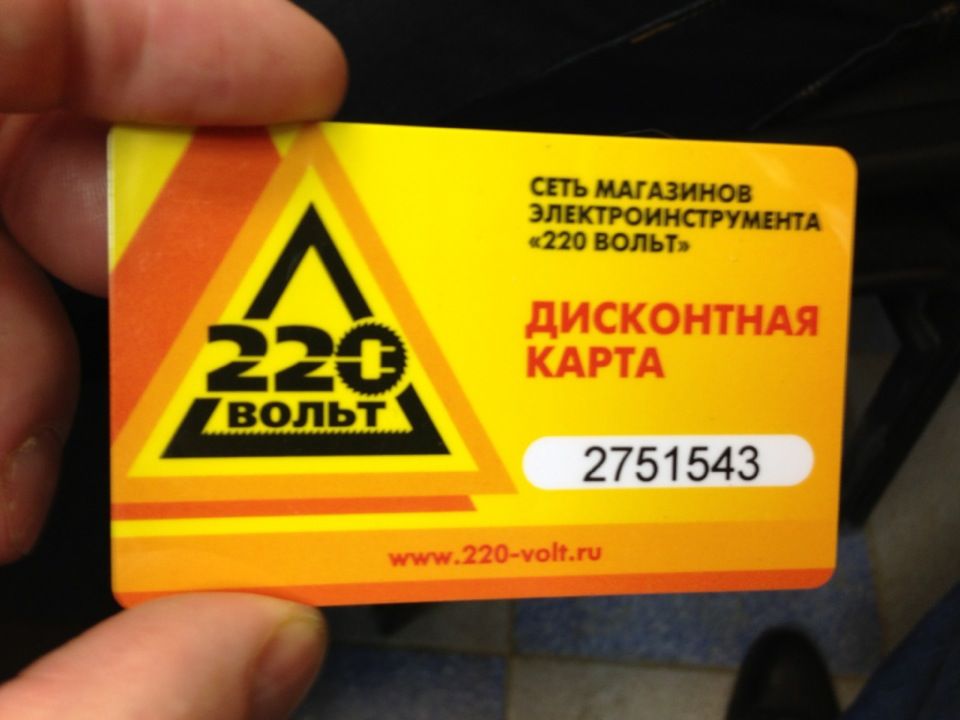 СЕТЬ МАГАЗИНОВ
ЭЛЕКТРОИНСТРУМЕНТА
«220 ВОЛЬТ»
220
ВОЛЬТ
ДИСКОНТНАЯ
КАРТА
2751543
www.220-volt.ru